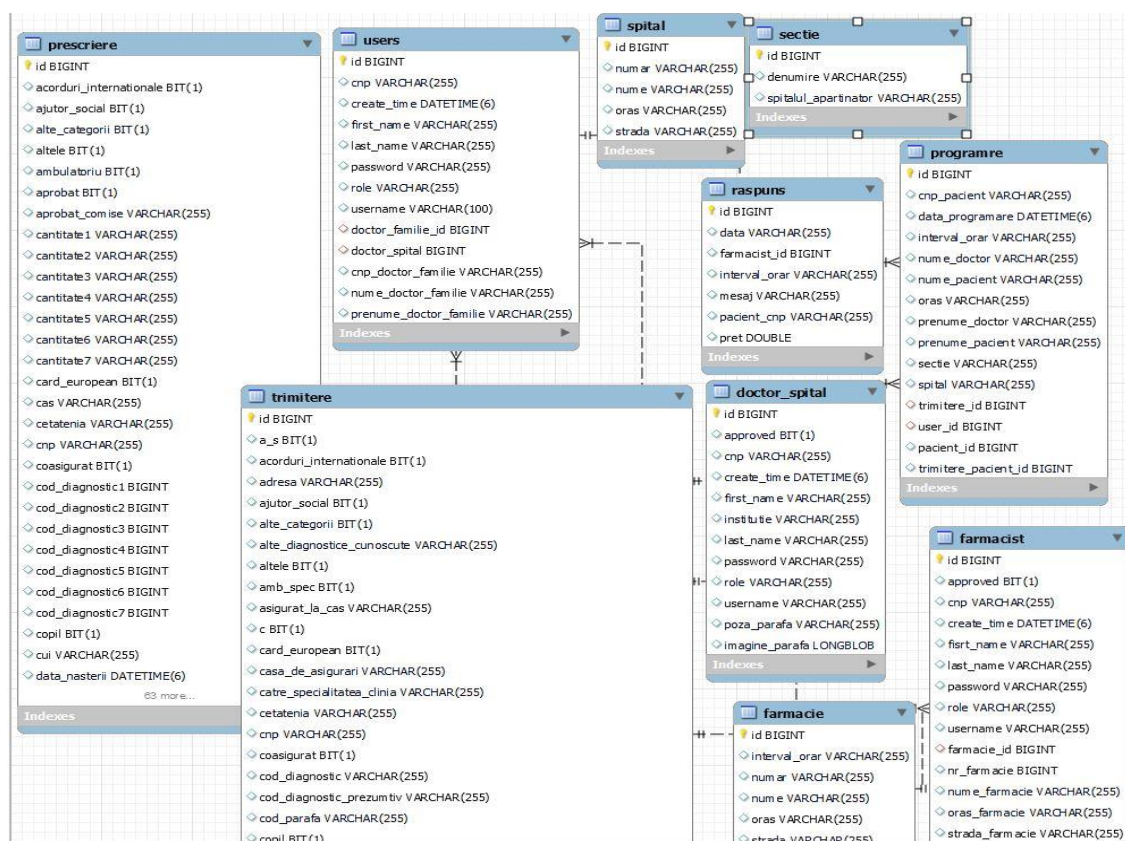 prescriere
id BIGINT
acorduri_internationale BIT(1)
ajutor_social BIT(1)
alte_categorii BIT(1)
altele BIT(1)
ambulatoriu BIT(1)
aprobat BIT(1)
aprobat_comise VARCHAR(255)
cantitate1 VARCHAR(255)
cantitate2 VARCHAR(255)
cantitate3 VARCHAR(255)
cantitate4 VARCHAR(255)
cantitate5 VARCHAR(255)
cantitate6 VARCHAR(255)
cantitate7 VARCHAR(255)
card_european BIT(1)
cas VARCHAR(255)
cetatenia VARCHAR(255)
cnp VARCHAR(255)
coasigurat BIT(1)
cod_diagnostic1 BIGINT
cod_diagnostic2 BIGINT
cod_diagnostic3 BIGINT
cod_diagnostic4 BIGINT
cod_diagnostic5 BIGINT
cod_diagnostic6 BIGINT
cod_diagnostic7 BIGINT
copil BIT(1)
cui VARCHAR(255)
data_nasterii DATETIME(6)
63 more...
Indexes
users
id BIGINT
cnp VARCHAR(255)
create_time DATETIME(6)
first_name VARCHAR(255)
last_name VARCHAR(255)
password VARCHAR(255)
role VARCHAR(255)
username VARCHAR(100)
doctor_familie_id BIGINT
doctor_spital BIGINT
cnp_doctor_familie VARCHAR(255)
nume_doctor_familie VARCHAR(255)
prenume_doctor_familie VARCHAR(255)
Indexes
spital
id BIGINT
numar VARCHAR(255)
nume VARCHAR(255)
oras VARCHAR(255)
strada VARCHAR(255)
Indexes
sectie
id BIGINT
denumire VARCHAR(255)
spitalul_apartinator VARCHAR(255)
Indexes
raspuns
id BIGINT
data VARCHAR(255)
farmacist_id BIGINT
interval_orar VARCHAR(255)
mesaj VARCHAR(255)
pacient_cnp VARCHAR(255)
pret DOUBLE
Indexes
programre
id BIGINT
cnp_pacient VARCHAR(255)
data_programare DATETIME(6)
interval_orar VARCHAR(255)
nume_doctor VARCHAR(255)
nume_pacient VARCHAR(255)
oras VARCHAR(255)
prenume_doctor VARCHAR(255)
prenume_pacient VARCHAR(255)
sectie VARCHAR(255)
spital VARCHAR(255)
trimitere_id BIGINT
user_id BIGINT
pacient_id BIGINT
trimitere_pacient_id BIGINT
Indexes
trimitere
id BIGINT
a_s BIT(1)
acorduri_internationale BIT(1)
adresa VARCHAR(255)
ajutor_social BIT(1)
alte_categorii BIT(1)
alte_diagnostice_cunoscute VARCHAR(255)
altele BIT(1)
amb_spec BIT(1)
asigurat_la_cas VARCHAR(255)
c BIT(1)
card_european BIT(1)
casa_de_asigurari VARCHAR(255)
catre_specialitatea_clinia VARCHAR(255)
cetatenia VARCHAR(255)
cnp VARCHAR(255)
coasigurat BIT(1)
cod_diagnostic VARCHAR(255)
cod_diagnostic_prezumtiv VARCHAR(255)
cod_parafa VARCHAR(255)
copil BIT(1)
doctor_spital
id BIGINT
approved BIT(1)
cnp VARCHAR(255)
create_time DATETIME(6)
first_name VARCHAR(255)
institutie VARCHAR(255)
last_name VARCHAR(255)
password VARCHAR(255)
role VARCHAR(255)
username VARCHAR(255)
poza_parafa VARCHAR(255)
imagine_parafa LONGBLOB
Indexes
farmacie
id BIGINT
interval_orar VARCHAR(255)
numar VARCHAR(255)
nume VARCHAR(255)
oras VARCHAR(255)
strada VARCHAR(255)
farmacist
id BIGINT
approved BIT(1)
cnp VARCHAR(255)
create_time DATETIME(6)
fisrt_name VARCHAR(255)
last_name VARCHAR(255)
password VARCHAR(255)
role VARCHAR(255)
username VARCHAR(255)
farmacie_id BIGINT
nr_farmacie BIGINT
nume_farmacie VARCHAR(255)
oras_farmacie VARCHAR(255)
strada_farmacie VARCHAR(255)